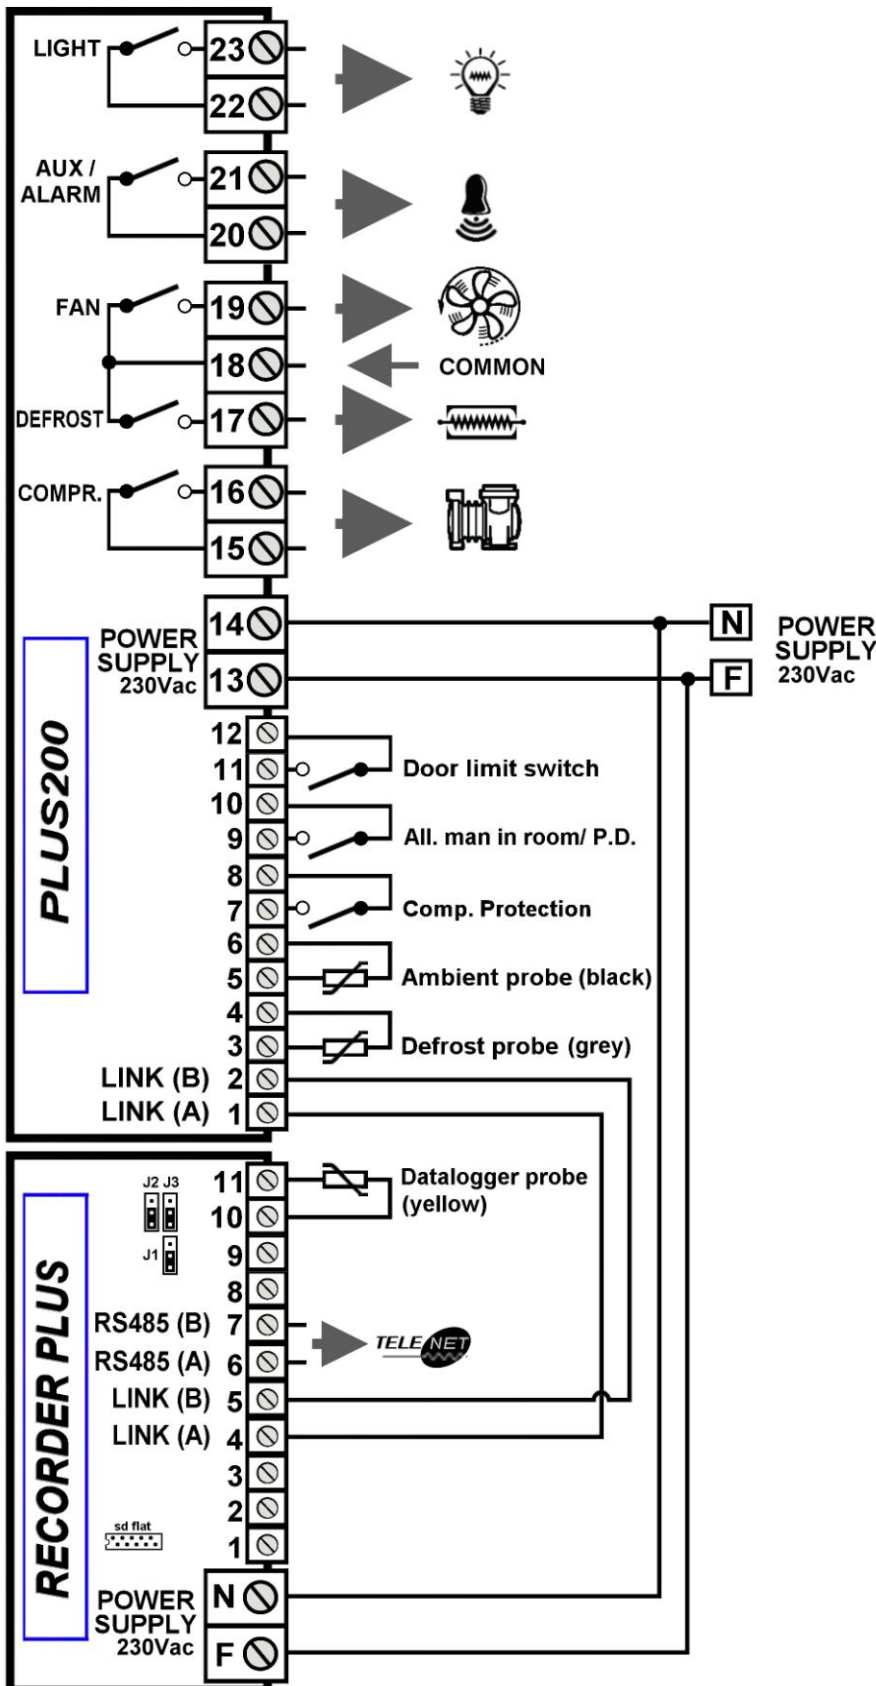 LIGHT
23
22
AUX /
ALARM
21
20
FAN
19
18
COMMON
DEFROST
17
COMPR.
16
15
POWER
SUPPLY
230Vac
14
13
N
F
POWER
SUPPLY
230Vac
PLUS200
12
11
Door limit switch
10
9
All. man in room/ P.D.
8
7
Comp. Protection
6
5
Ambient probe (black)
4
3
Defrost probe (grey)
LINK (B) 2
LINK (A) 1
RECORDER PLUS
J2 J3
J1
11
Datalogger probe
(yellow)
10
9
8
RS485 (B) 7
TELE NET
RS485 (A) 6
LINK (B) 5
LINK (A) 4
3
2
sd flat
1
POWER
SUPPLY
230Vac
N
F